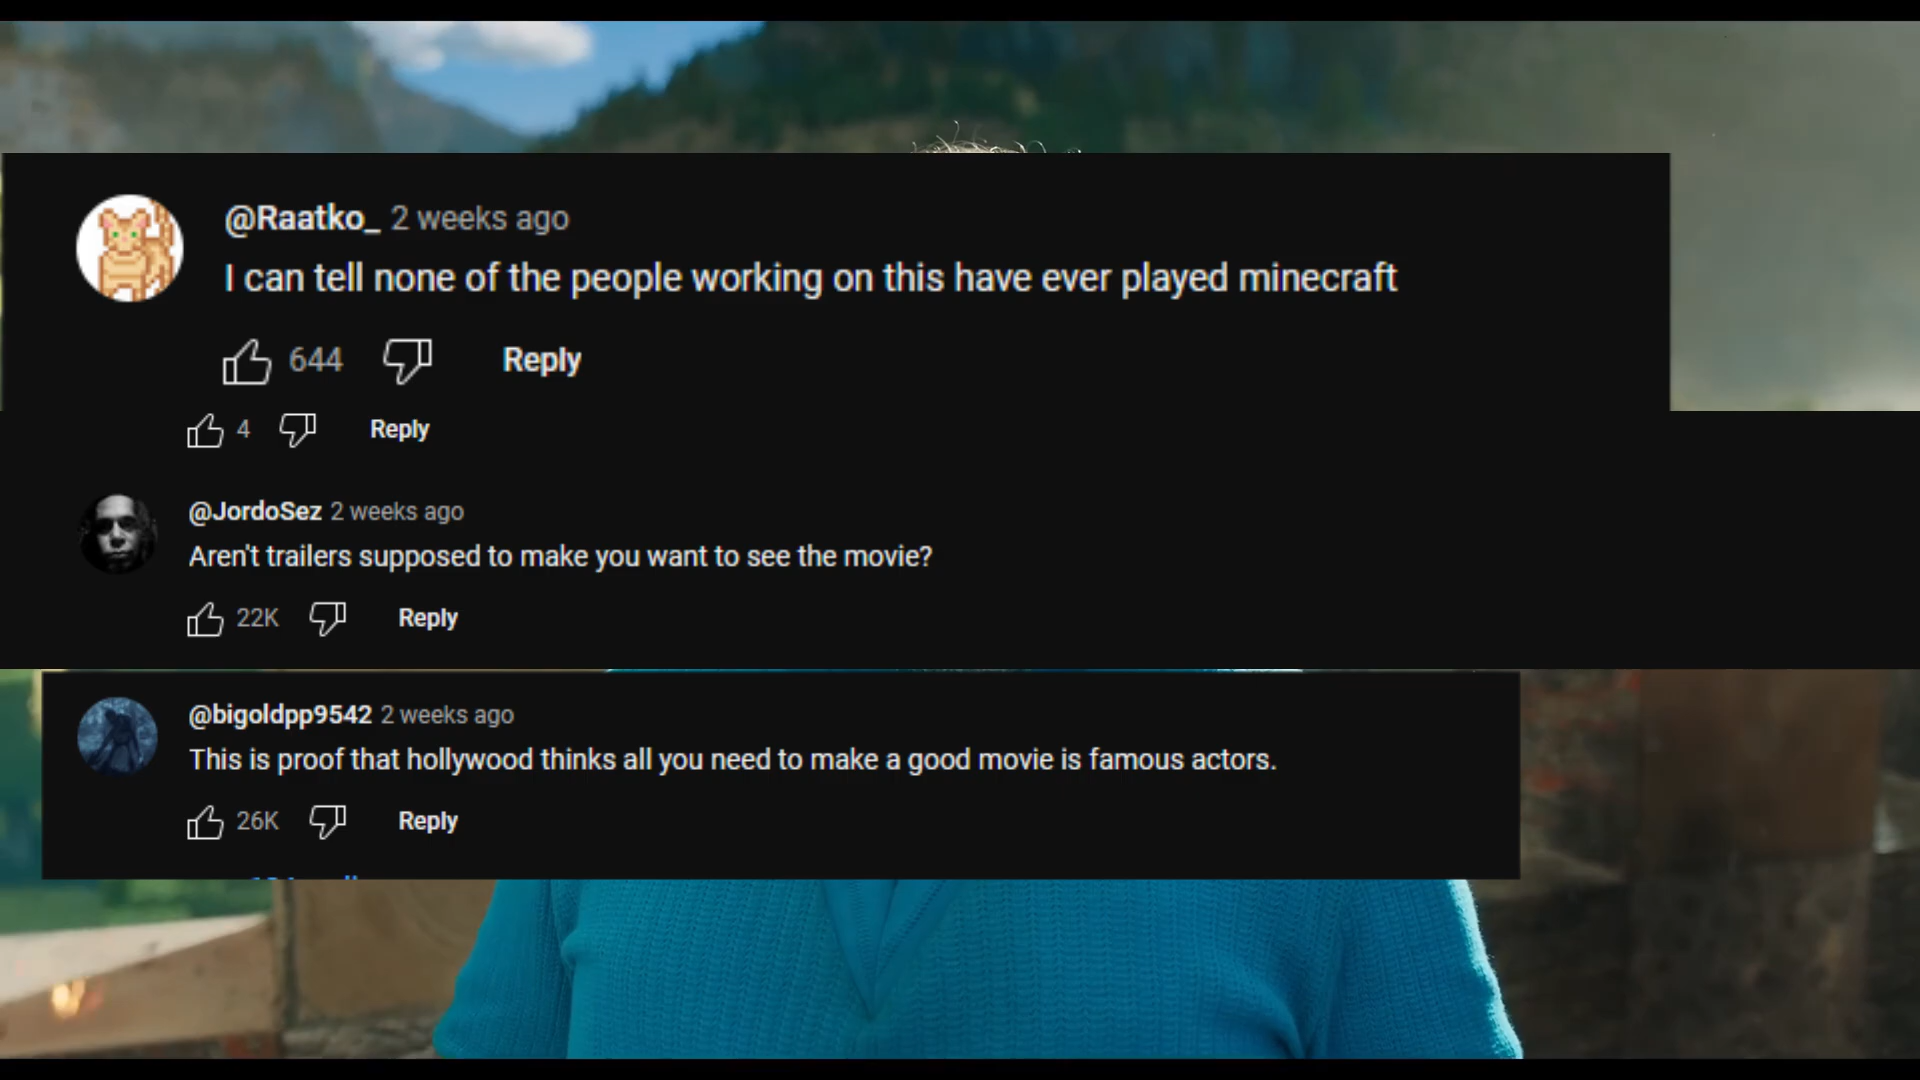 @Raatko_ 2 weeks ago
I can tell none of the people working on this have ever played minecraft
644 Reply
4 Reply
@JordoSez 2 weeks ago
Aren't trailers supposed to make you want to see the movie?
22K Reply
@bigoldpp9542 2 weeks ago
This is proof that hollywood thinks all you need to make a good movie is famous actors.
26K Reply